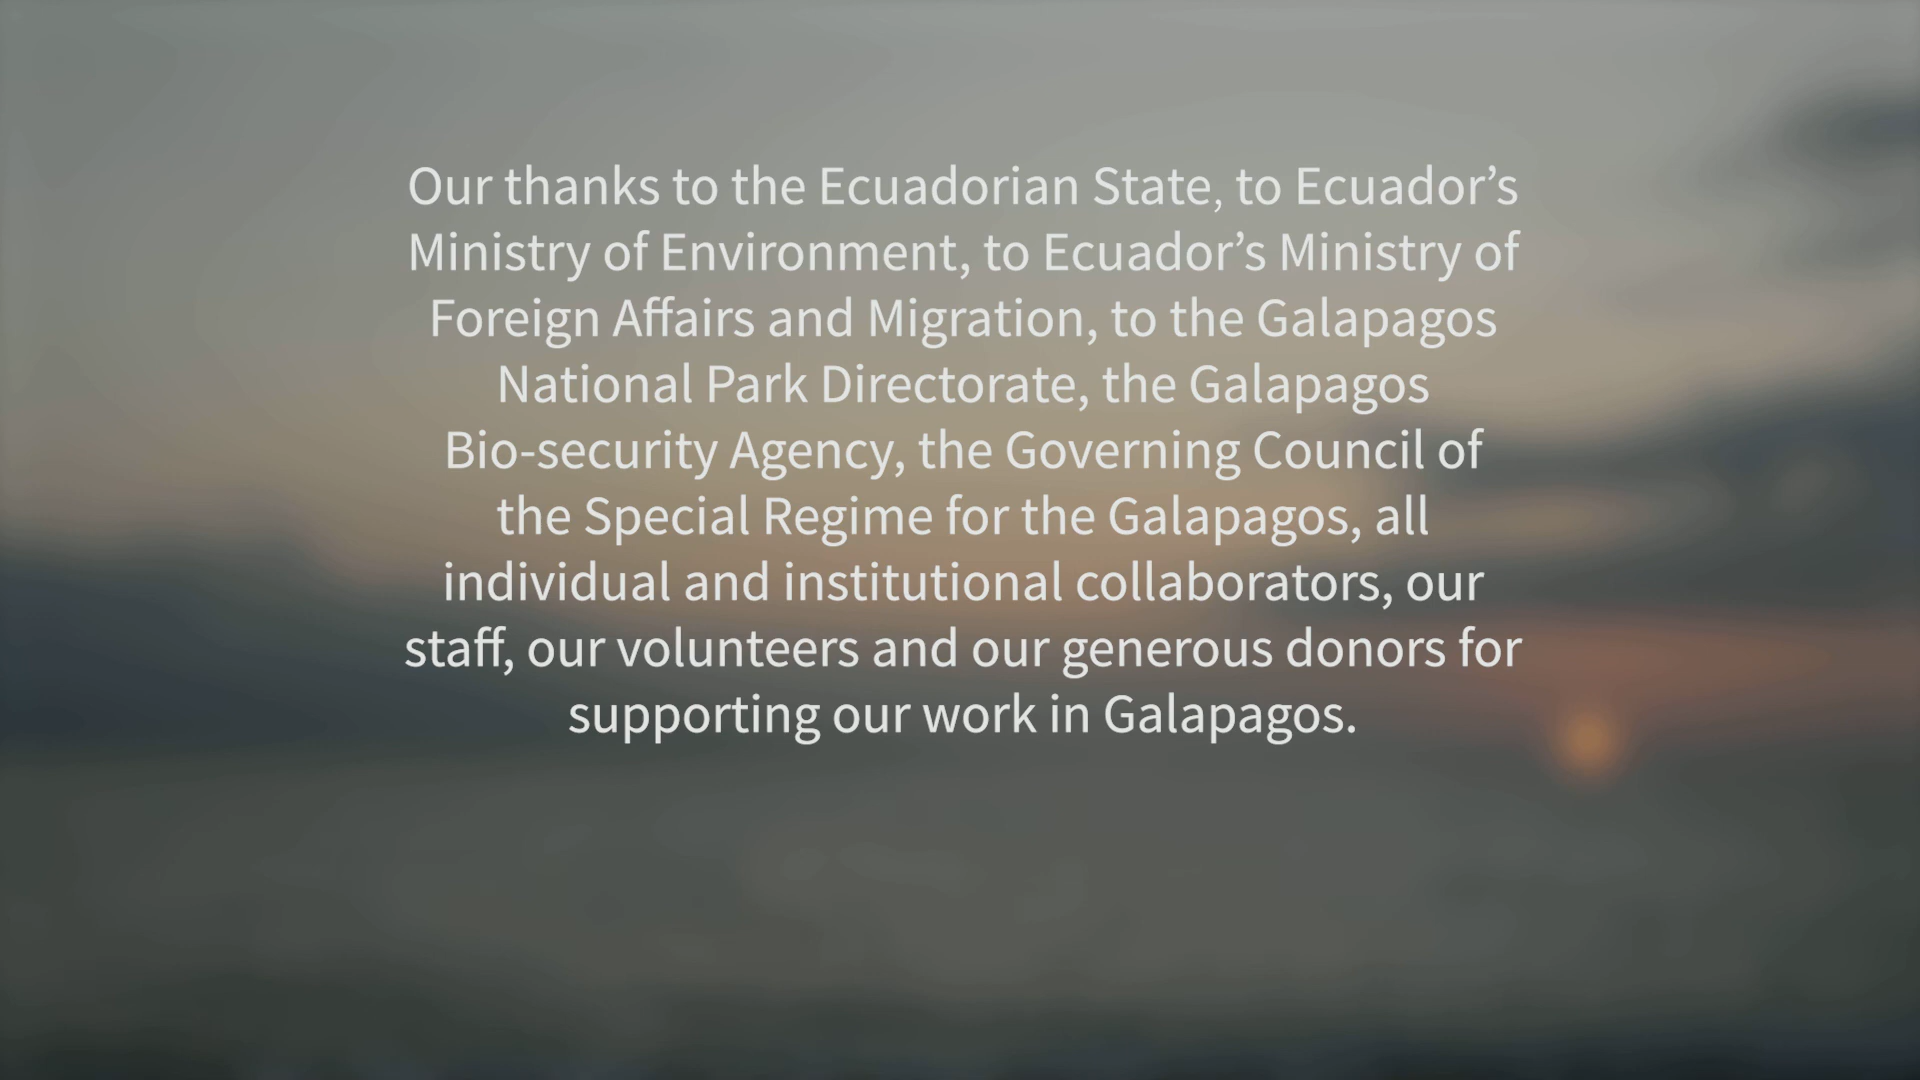 Our thanks to the Ecuadorian State, to Ecuador’s
Ministry of Environment, to Ecuador’s Ministry of
Foreign Affairs and Migration, to the Galapagos
National Park Directorate, the Galapagos
Bio-security Agency, the Governing Council of
the Special Regime for the Galapagos, all
individual and institutional collaborators, our
staff, our volunteers and our generous donors for
supporting our work in Galapagos.